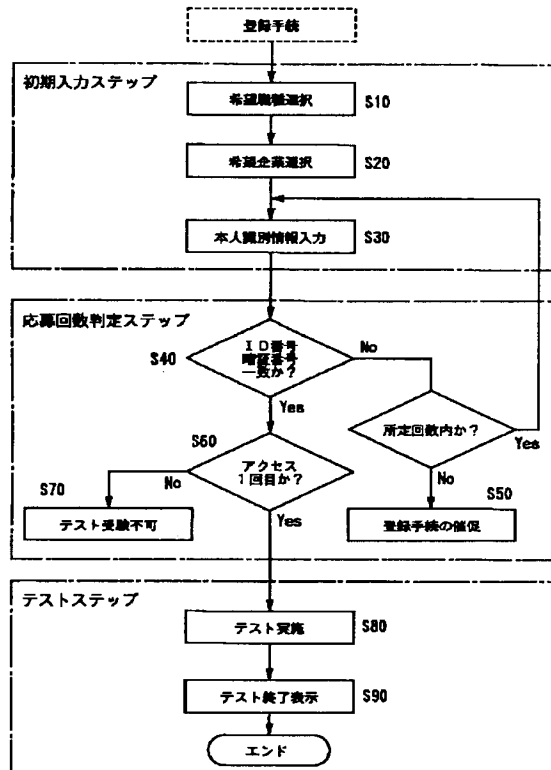 登録手続
初期入力ステップ
希望職種選択
S10
希望企業選択
S20
本人識別情報入力
S30
応募回数判定ステップ
ID番号
暗証番号
一致か?
S40
No
Yes
所定回数内か?
Yes
No
S60
アクセス
1回目か?
No
Yes
S70
テスト受験不可
S50
登録手続の催促
テストステップ
テスト実施
S80
テスト終了表示
S90
エンド